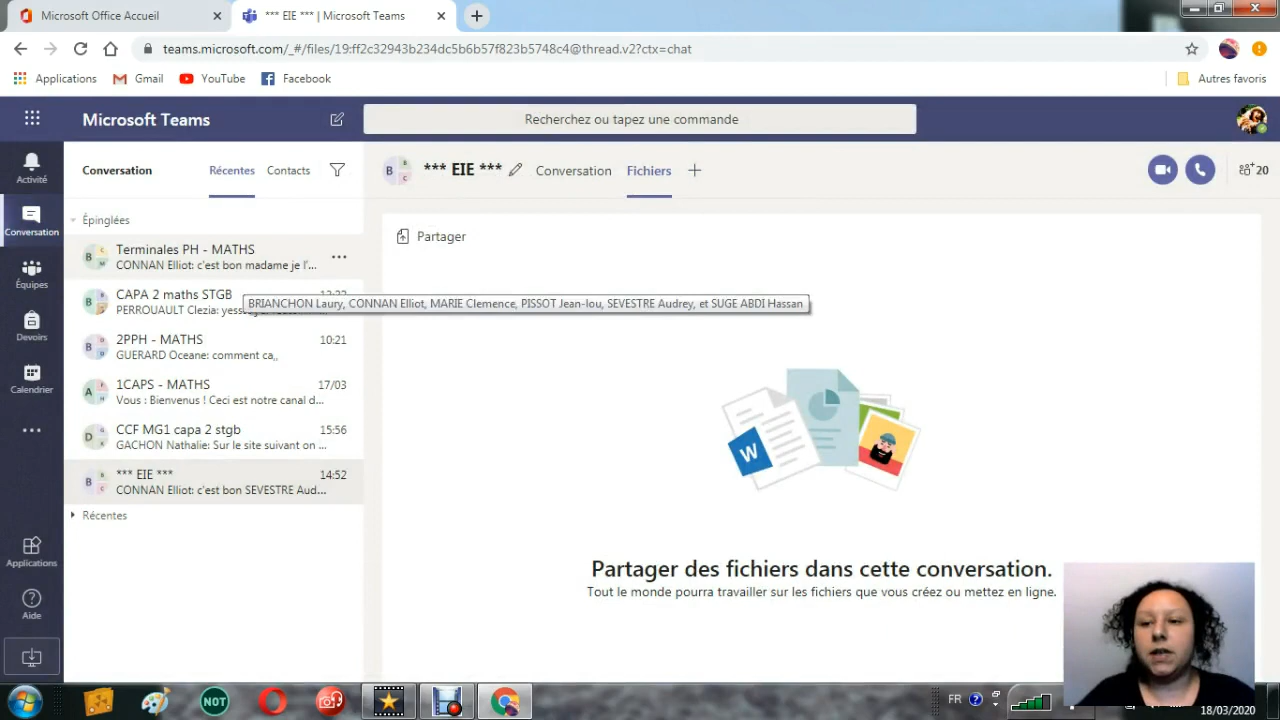 Microsoft Office Accueil
*** EIE *** | Microsoft Teams
teams.microsoft.com/_#/files/19:ff2c32943b234dc5b6b57f823b5748c4@thread.v2?ctx=chat
Applications
Gmail
YouTube
Facebook
Autres favoris
Microsoft Teams
Recherchez ou tapez une commande
Activité
Conversation
Équipes
Devoirs
Calendrier
Applications
Aide
Conversation
Récentes
Contacts
Épinglées
Terminales PH - MATHS
CONNAN Elliot: c'est bon madame je l'...
CAPA 2 maths STGB
PERROUAULT Clezia:
BRIANCHON Laury, CONNAN Elliot, MARIE Clemence, PISSOT Jean-lou, SEVESTRE Audrey, et SUGE ABDI Hassan
2PPH - MATHS 10:21
GUERARD Oceane: comment ca,,
1CAPS - MATHS 17/03
Vous : Bienvenus ! Ceci est notre canal d...
CCF MG1 capa 2 stgb 15:56
GACHON Nathalie: Sur le site suivant on ...
*** EIE *** 14:52
CONNAN Elliot: c'est bon SEVESTRE Aud...
Récentes
*** EIE ***
Conversation
Fichiers
20
Partager
W
Partager des fichiers dans cette conversation.
Tout le monde pourra travailler sur les fichiers que vous créez ou mettez en ligne.
NOT
FR
18/03/2020